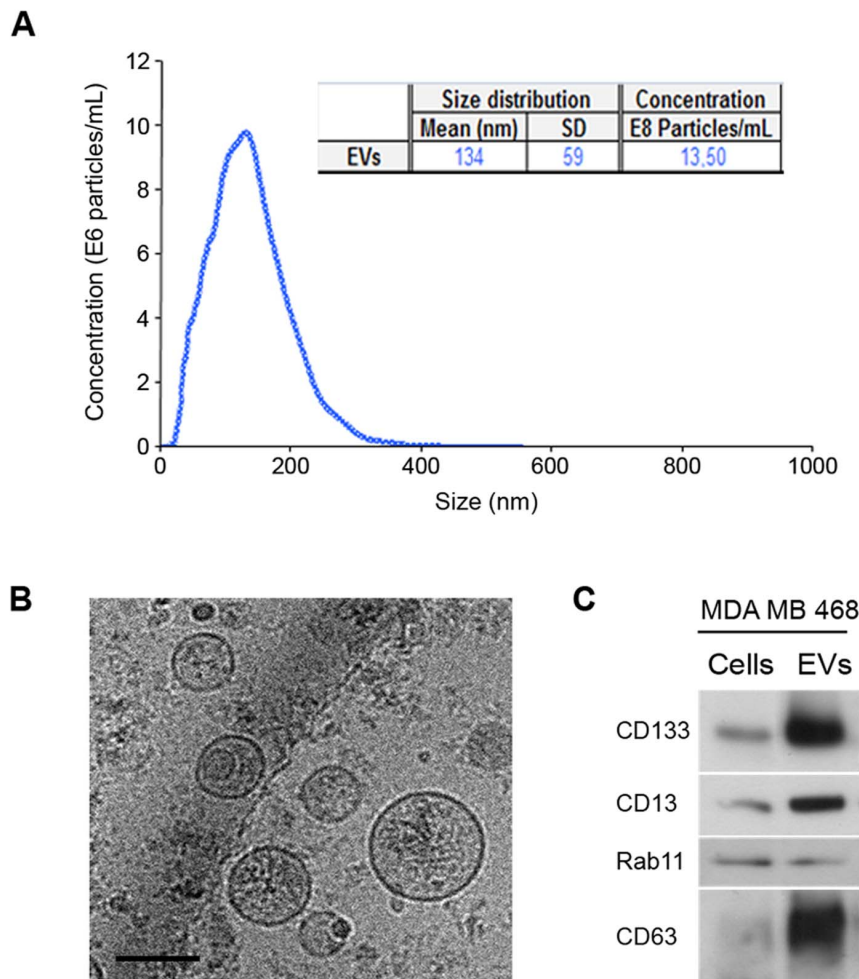 A
12
10
8
6
4
2
0
Concentration (E6 particles/mL)
0 200 400 600 800 1000
Size (nm)
Size distribution Concentration
Mean (nm) SD E8 Particles/mL
EVs 134 59 13,50
B
C
MDA MB 468
Cells EVs
CD133
CD13
Rab11
CD63